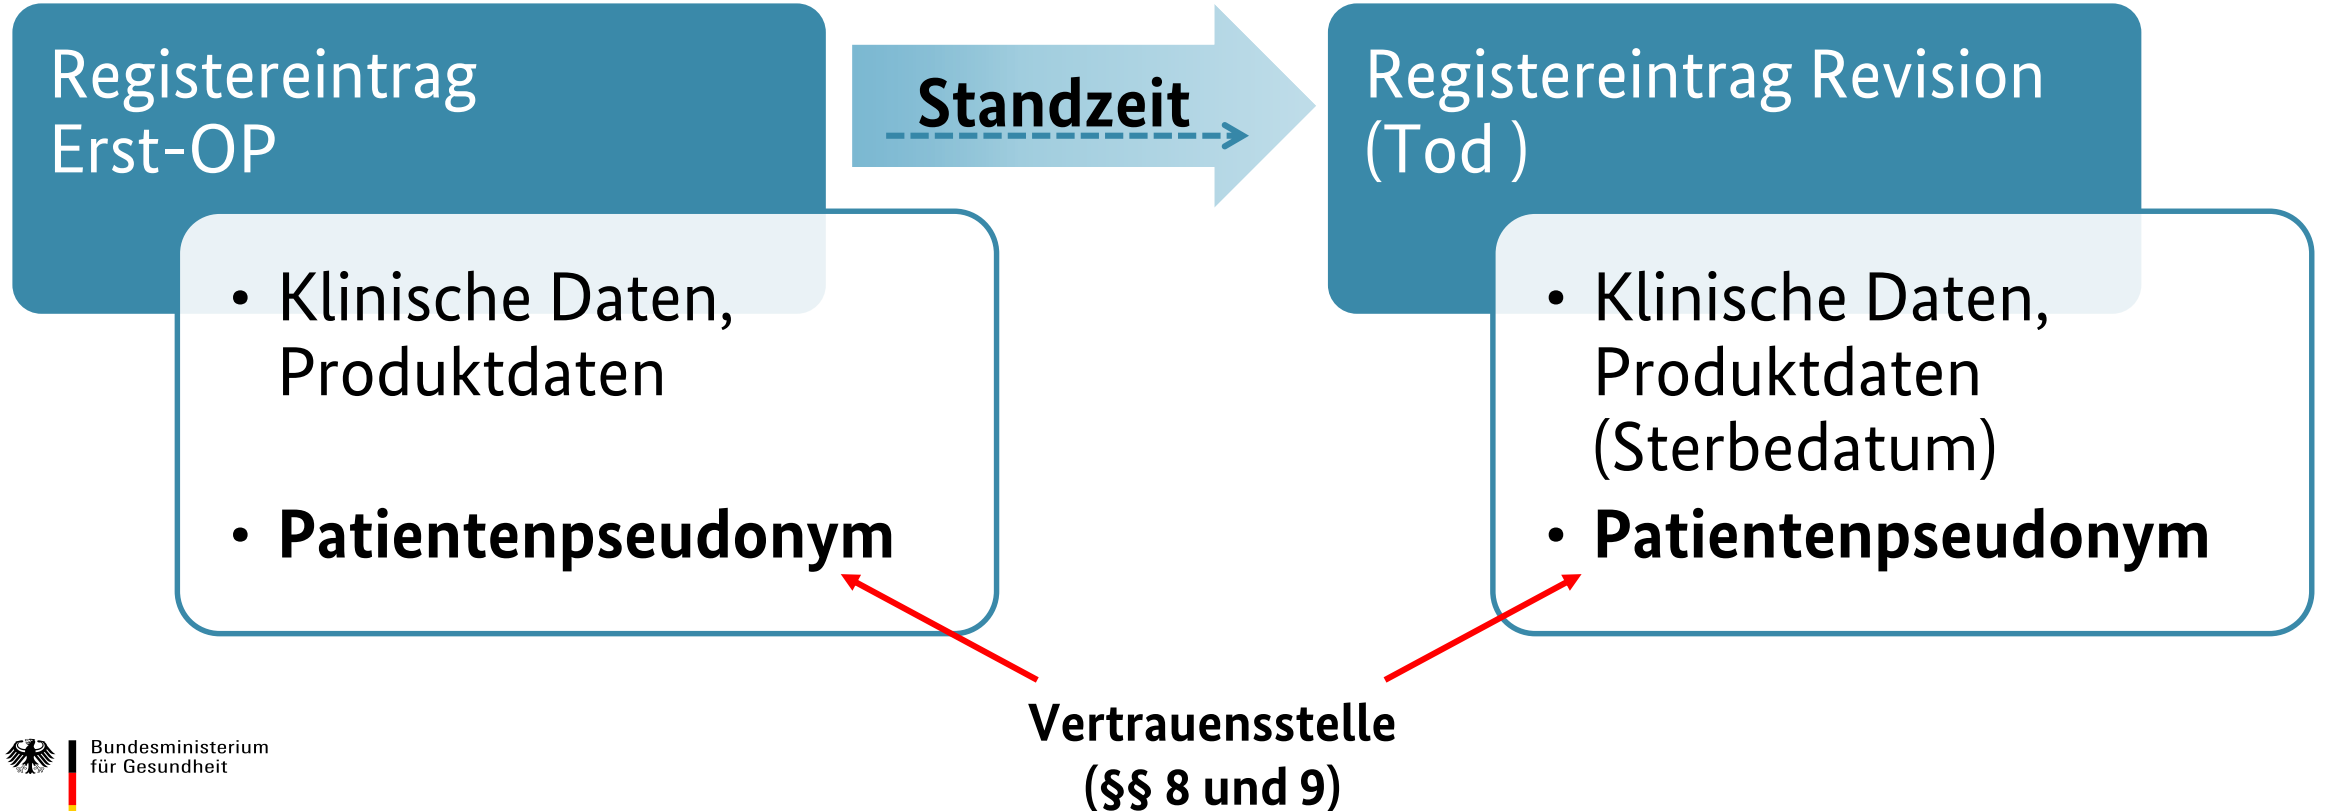 Registereintrag
Erst-OP
Standzeit
Registereintrag Revision
(Tod )
• Klinische Daten,
Produktdaten
• Patientenpseudonym
• Klinische Daten,
Produktdaten
(Sterbedatum)
• Patientenpseudonym
Vertrauensstelle
(§§ 8 und 9)
Bundesministerium
für Gesundheit